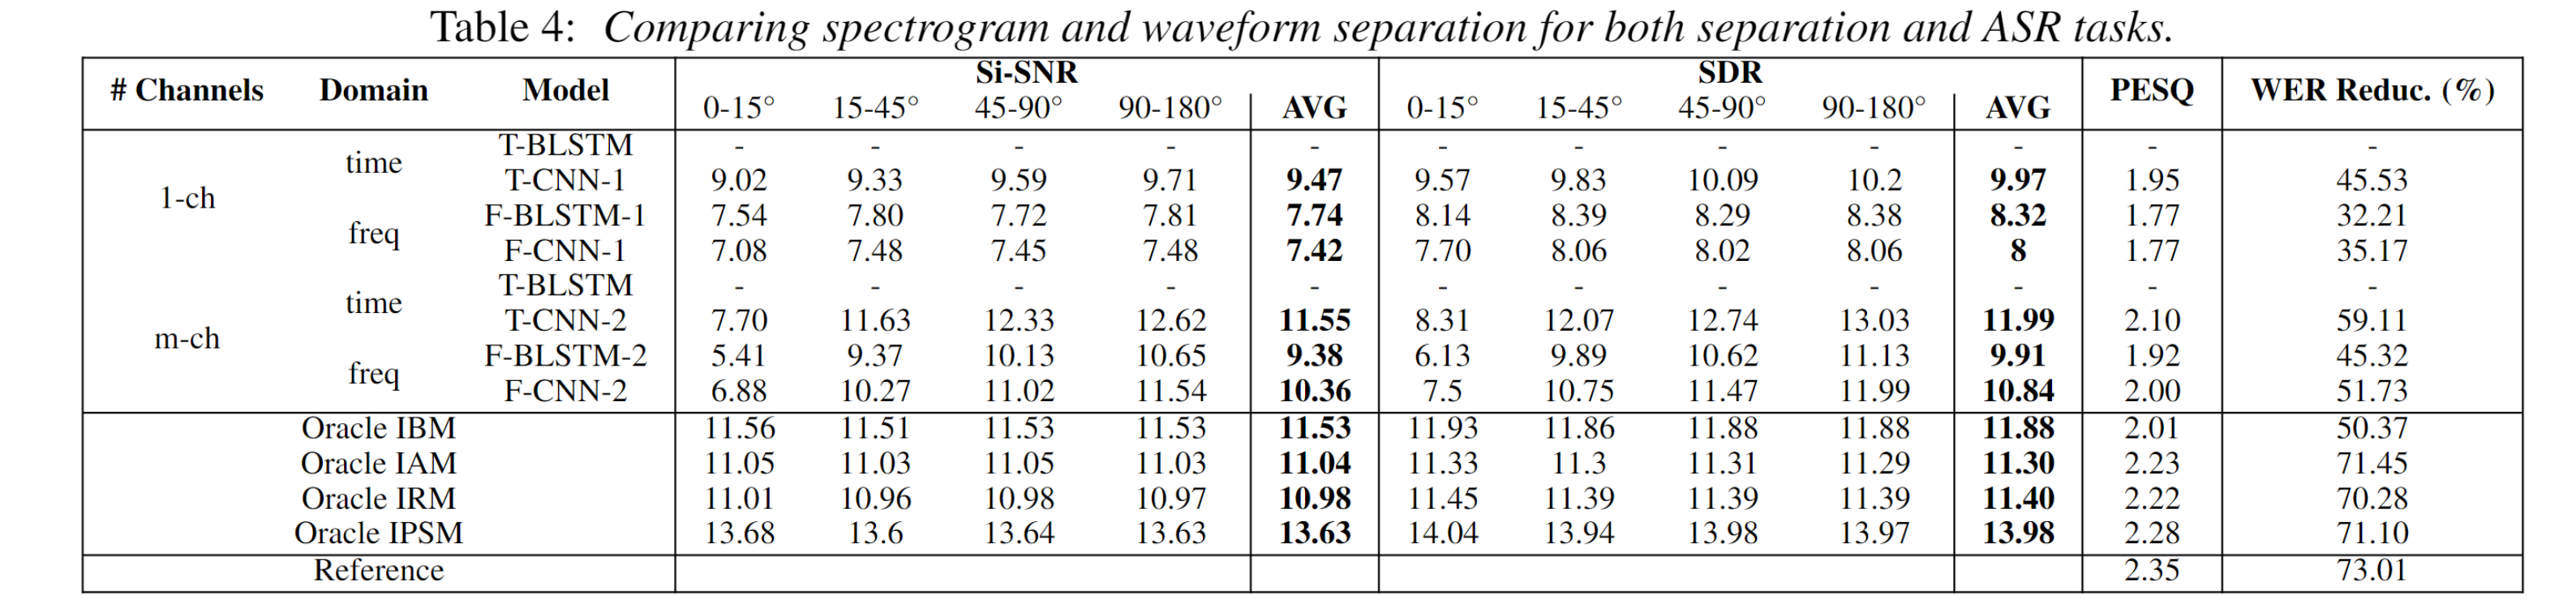 Table 4: Comparing spectrogram and waveform separation for both separation and ASR tasks.
# Channels Domain Model Si-SNR SDR PESQ WER Reduc. (%)
0-15° 15-45° 45-90° 90-180° AVG 0-15° 15-45° 45-90° 90-180° AVG
1-ch time T-BLSTM - - - - - - - - - - - -
T-CNN-1 9.02 9.33 9.59 9.71 9.47 9.57 9.83 10.09 10.2 9.97 1.95 45.53
freq F-BLSTM-1 7.54 7.80 7.72 7.81 7.74 8.14 8.39 8.29 8.38 8.32 1.77 32.21
F-CNN-1 7.08 7.48 7.45 7.48 7.42 7.70 8.06 8.02 8.06 8 1.77 35.17
m-ch time T-BLSTM - - - - - - - - - - - -
T-CNN-2 7.70 11.63 12.33 12.62 11.55 8.31 12.07 12.74 13.03 11.99 2.10 59.11
freq F-BLSTM-2 5.41 9.37 10.13 10.65 9.38 6.13 9.89 10.62 11.13 9.91 1.92 45.32
F-CNN-2 6.88 10.27 11.02 11.54 10.36 7.5 10.75 11.47 11.99 10.84 2.00 51.73
Oracle IBM 11.56 11.51 11.53 11.53 11.53 11.93 11.86 11.88 11.88 11.88 2.01 50.37
Oracle IAM 11.05 11.03 11.05 11.03 11.04 11.33 11.3 11.31 11.29 11.30 2.23 71.45
Oracle IRM 11.01 10.96 10.98 10.97 10.98 11.45 11.39 11.39 11.39 11.40 2.22 70.28
Oracle IPSM 13.68 13.6 13.64 13.63 13.63 14.04 13.94 13.98 13.97 13.98 2.28 71.10
Reference 2.35 73.01